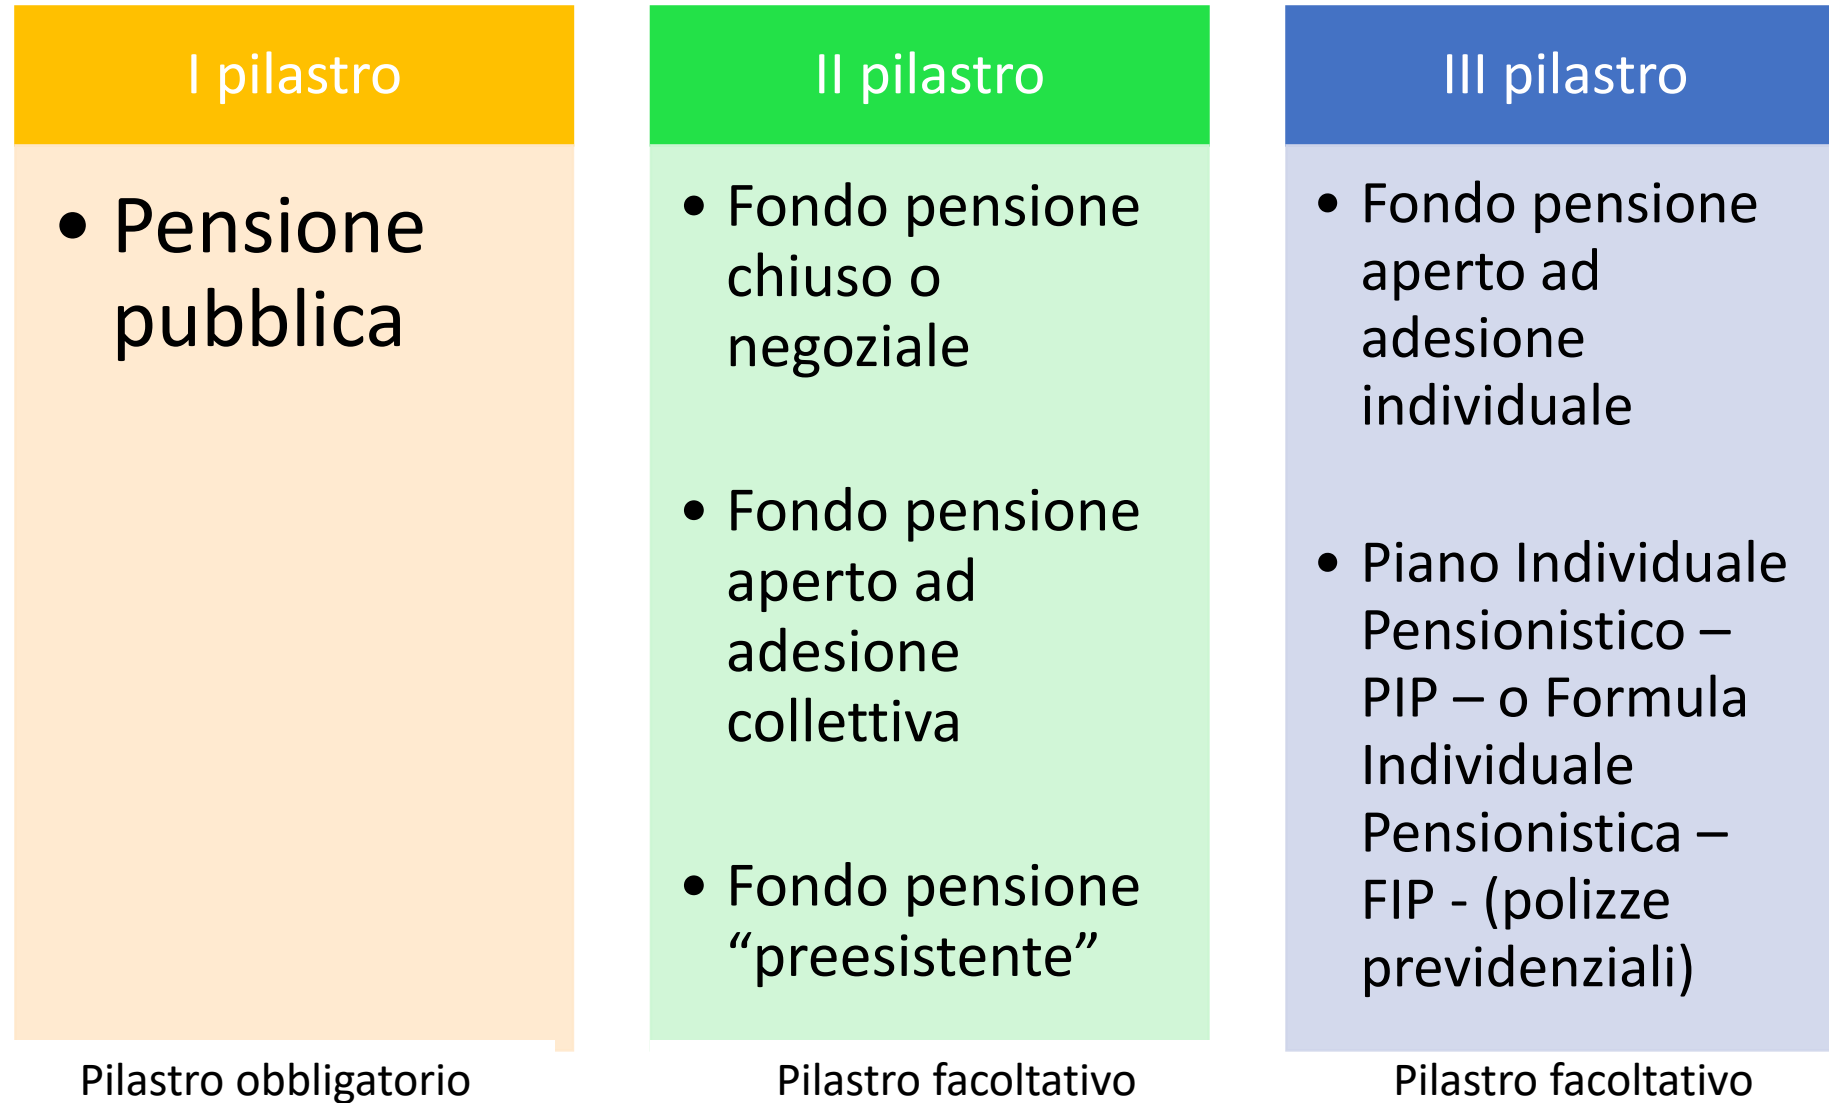 I pilastro
• Pensione
pubblica
Pilastro obbligatorio
II pilastro
• Fondo pensione
chiuso o
negoziale
• Fondo pensione
aperto ad
adesione
collettiva
• Fondo pensione
“preesistente”
Pilastro facoltativo
III pilastro
• Fondo pensione
aperto ad
adesione
individuale
• Piano Individuale
Pensionistico –
PIP – o Formula
Individuale
Pensionistica –
FIP - (polizze
previdenziali)
Pilastro facoltativo